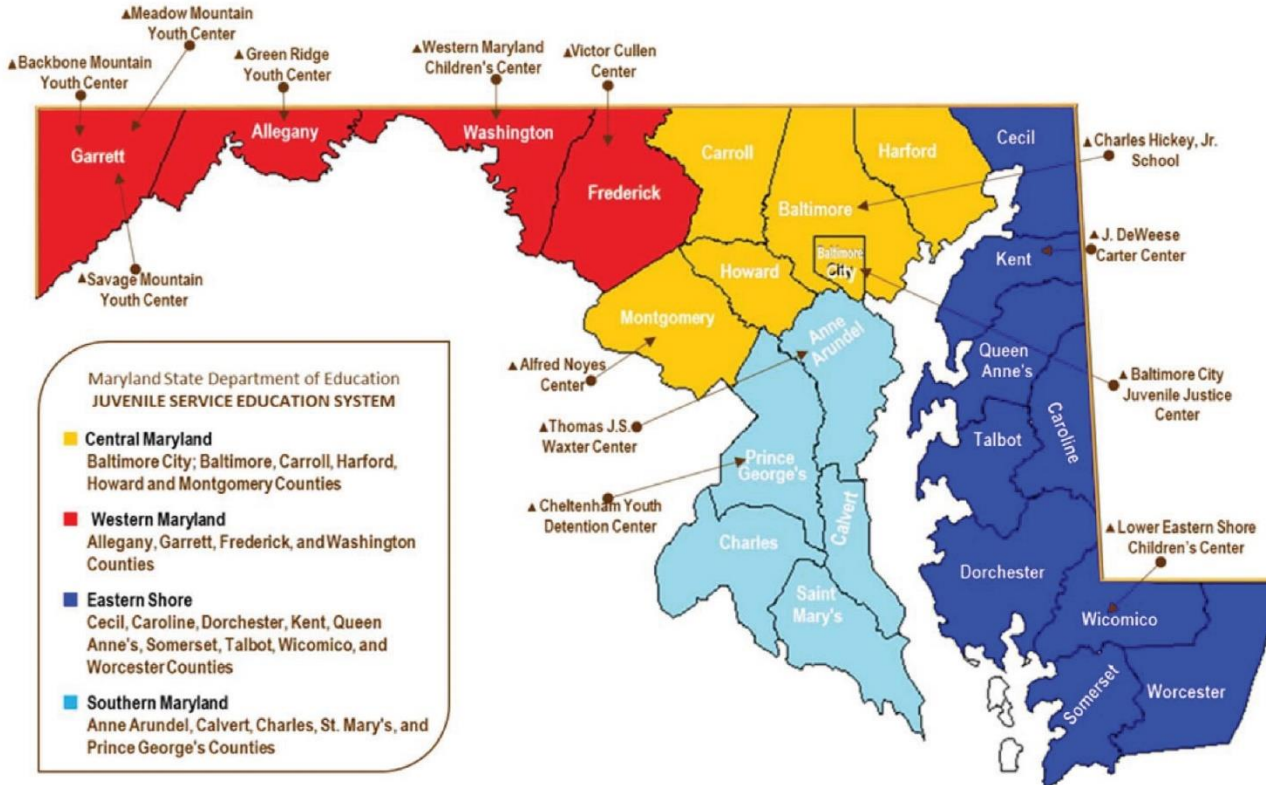 ▲Meadow Mountain
Youth Center
▲Backbone Mountain
Youth Center
▲Green Ridge
Youth Center
▲Western Maryland
Children's Center
▲Victor Cullen
Center
Garrett
Allegany
Washington
Frederick
Carroll
Harford
Baltimore
Baltimore
City
City
Howard
Montgomery
Cecil
▲Charles Hickey, Jr.
School
Kent
▲J. DeWeese
Carter Center
▲Savage Mountain
Youth Center
Anne
Arundel
Queen
Anne's
▲Alfred Noyes
Center
▲Baltimore City
Juvenile Justice
Center
▲Thomas J.S.
Waxter Center
Talbot
Caroline
Prince
George's
▲Cheltenham Youth
Detention Center
Calvert
Charles
Saint
Mary's
▲Lower Eastern Shore
Children's Center
Dorchester
Wicomico
Somerset
Worcester
Maryland State Department of Education
JUVENILE SERVICE EDUCATION SYSTEM
Central Maryland
Baltimore City; Baltimore, Carroll, Harford,
Howard and Montgomery Counties
Western Maryland
Allegany, Garrett, Frederick, and Washington
Counties
Eastern Shore
Cecil, Caroline, Dorchester, Kent, Queen
Anne's, Somerset, Talbot, Wicomico, and
Worcester Counties
Southern Maryland
Anne Arundel, Calvert, Charles, St. Mary's, and
Prince George's Counties